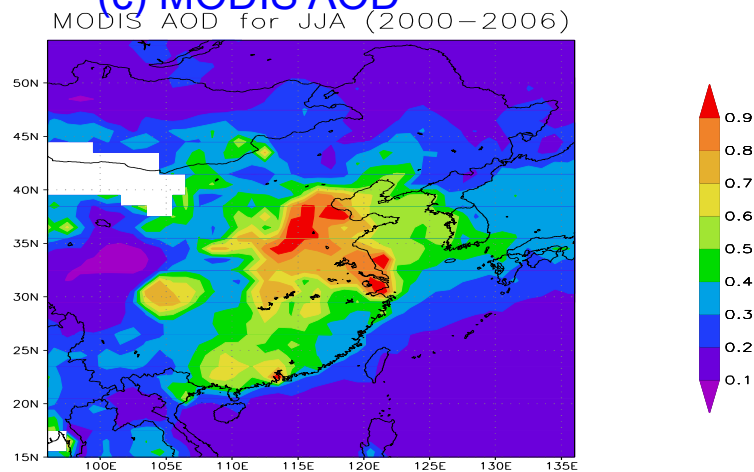 (c) MODIS AOD
MODIS AOD for JJA (2000−2006)
50N
45N
40N
35N
30N
25N
20N
15N
100E 105E 110E 115E 120E 125E 130E 135E
0.9
0.8
0.7
0.6
0.5
0.4
0.3
0.2
0.1